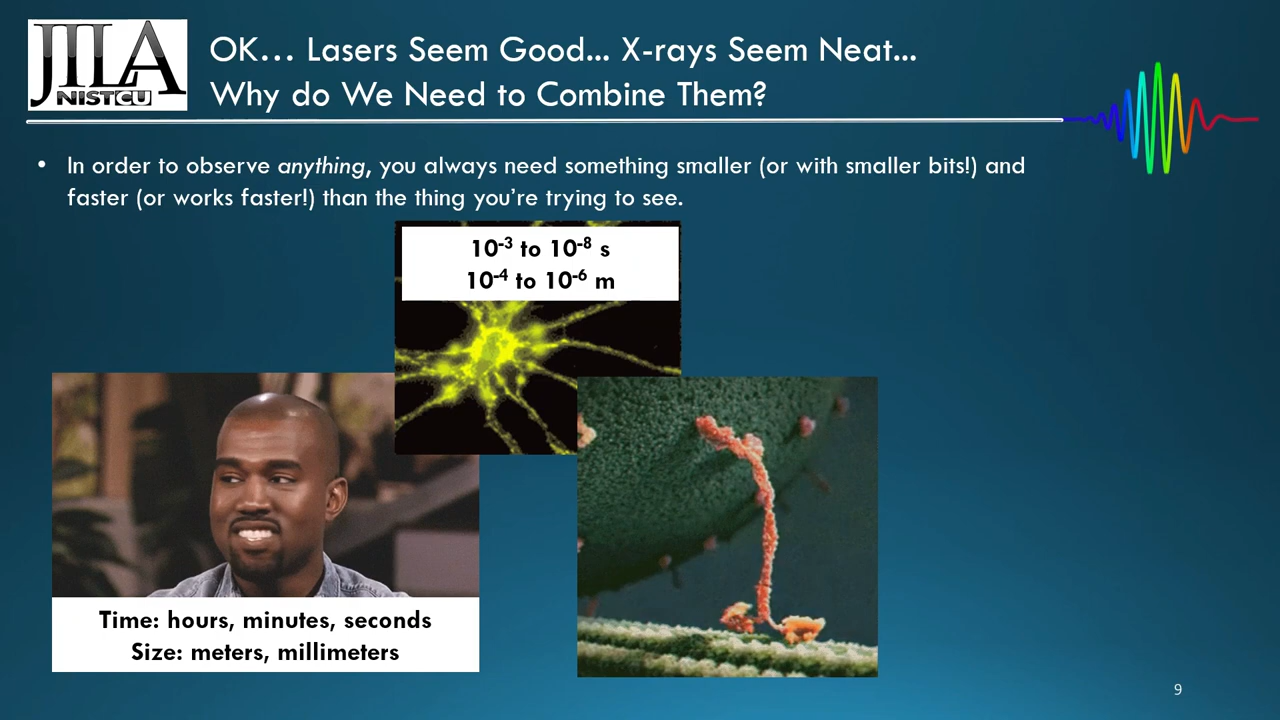 JILA
NIST CU
OK… Lasers Seem Good... X-rays Seem Neat...
Why do We Need to Combine Them?
• In order to observe anything, you always need something smaller (or with smaller bits!) and
faster (or works faster!) than the thing you’re trying to see.
10⁻³ to 10⁻⁸ s
10⁻⁴ to 10⁻⁶ m
Time: hours, minutes, seconds
Size: meters, millimeters
9